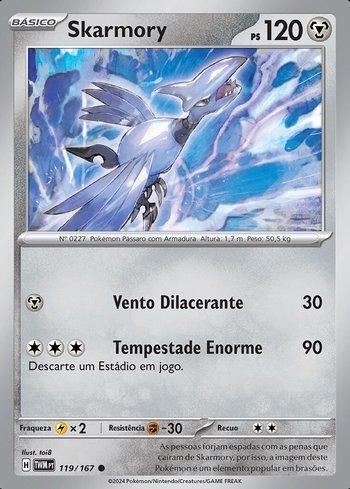 BÁSICO
Skarmory
PS 120
Nº 0227 Pokémon Pássaro com Armadura. Altura: 1,7 m Peso: 50,5 kg
Vento Dilacerante 30
Tempestade Enorme 90
Descarte um Estádio em jogo.
Fraqueza × 2 Resistência -30 Recuo
Ilust. toi8
H TWM PT 119/167
As pessoas forjam espadas com as penas que
caíram de Skarmory, por isso, a imagem deste
Pokémon é um elemento popular em brasões.
©2024 Pokémon/Nintendo/Creatures/GAME FREAK